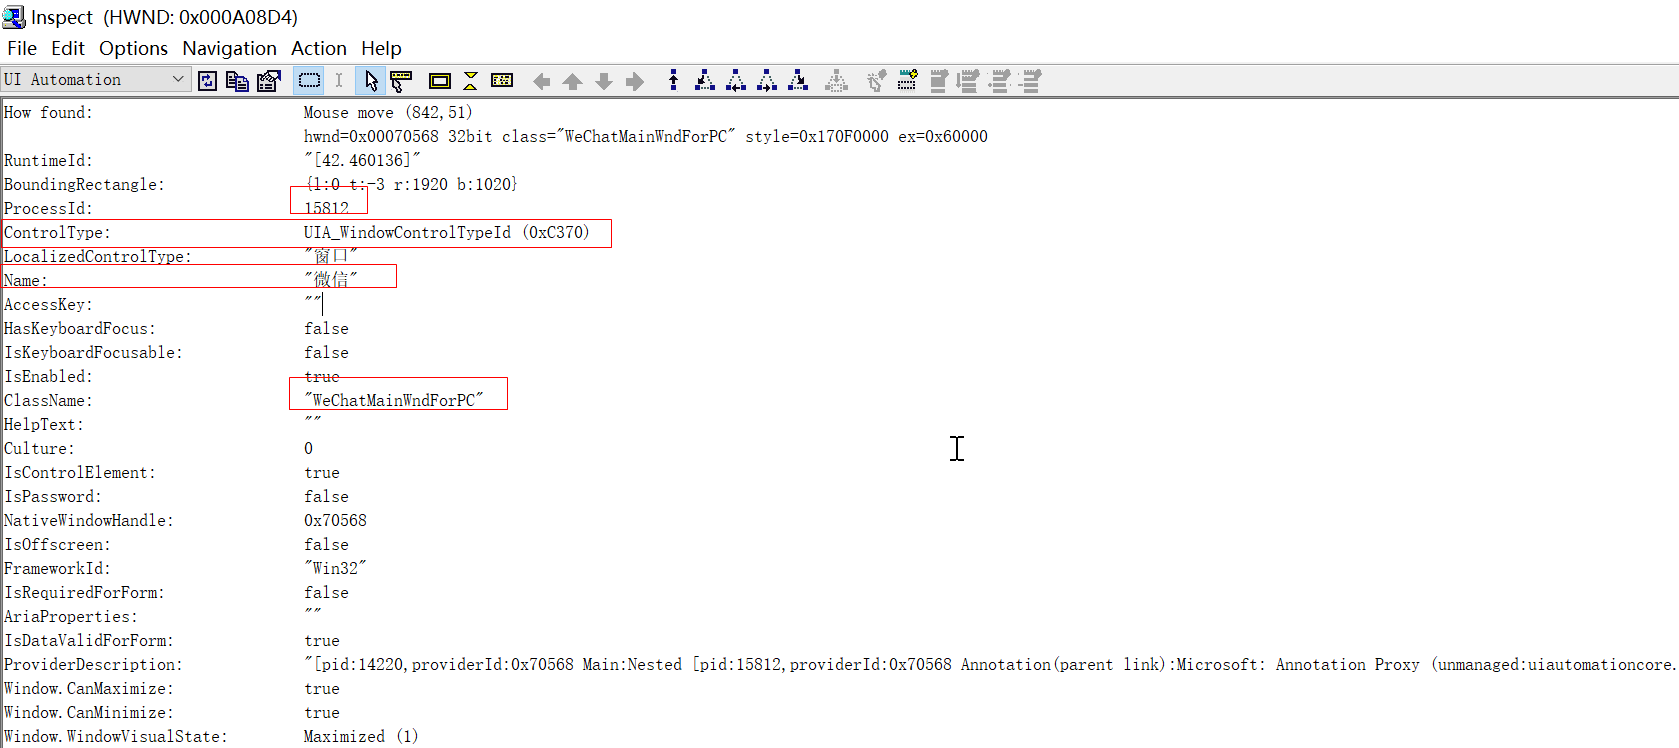 Inspect (HWND: 0x000A08D4)
File Edit Options Navigation Action Help
UI Automation
How found: Mouse move (842,51)
hwnd=0x00070568 32bit class="WeChatMainWndForPC" style=0x170F0000 ex=0x60000
RuntimeId: "[42.460136]"
BoundingRectangle: {l:0 t:-3 r:1920 b:1020}
ProcessId: 15812
ControlType: UIA_WindowControlTypeId (0xC370)
LocalizedControlType: "窗口"
Name: "微信"
AccessKey: ""
HasKeyboardFocus: false
IsKeyboardFocusable: false
IsEnabled: true
ClassName: "WeChatMainWndForPC"
HelpText: ""
Culture: 0
IsControlElement: true
IsPassword: false
NativeWindowHandle: 0x70568
IsOffscreen: false
FrameworkId: "Win32"
IsRequiredForForm: false
AriaProperties: ""
IsDataValidForForm: true
ProviderDescription: "[pid:14220,providerId:0x70568 Main:Nested [pid:15812,providerId:0x70568 Annotation(parent link):Microsoft: Annotation Proxy (unmanaged:uiautomationcore.
Window.CanMaximize: true
Window.CanMinimize: true
Window.WindowVisualState: Maximized (1)